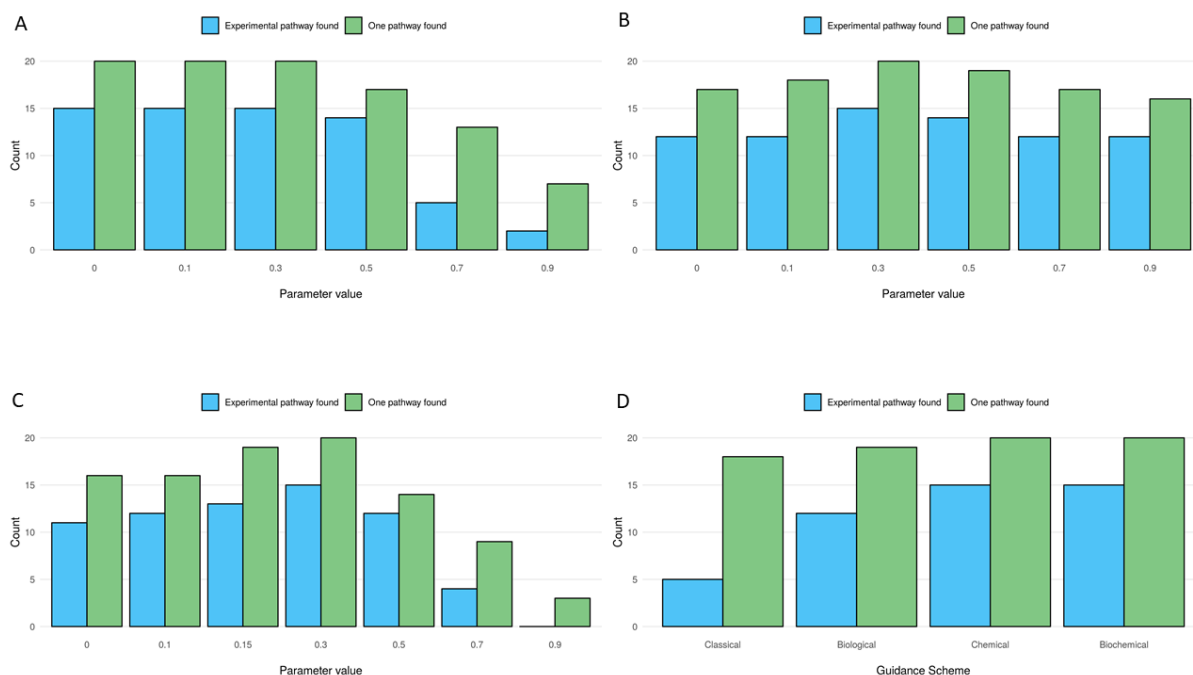 A
Experimental pathway found One pathway found
20
15
10
5
0
Count
0 0.1 0.3 0.5 0.7 0.9
Parameter value
B
Experimental pathway found One pathway found
20
15
10
5
0
Count
0 0.1 0.3 0.5 0.7 0.9
Parameter value
C
Experimental pathway found One pathway found
20
15
10
5
0
Count
0 0.1 0.15 0.3 0.5 0.7 0.9
Parameter value
D
Experimental pathway found One pathway found
20
15
10
5
0
Count
Classical Biological Chemical Biochemical
Guidance Scheme